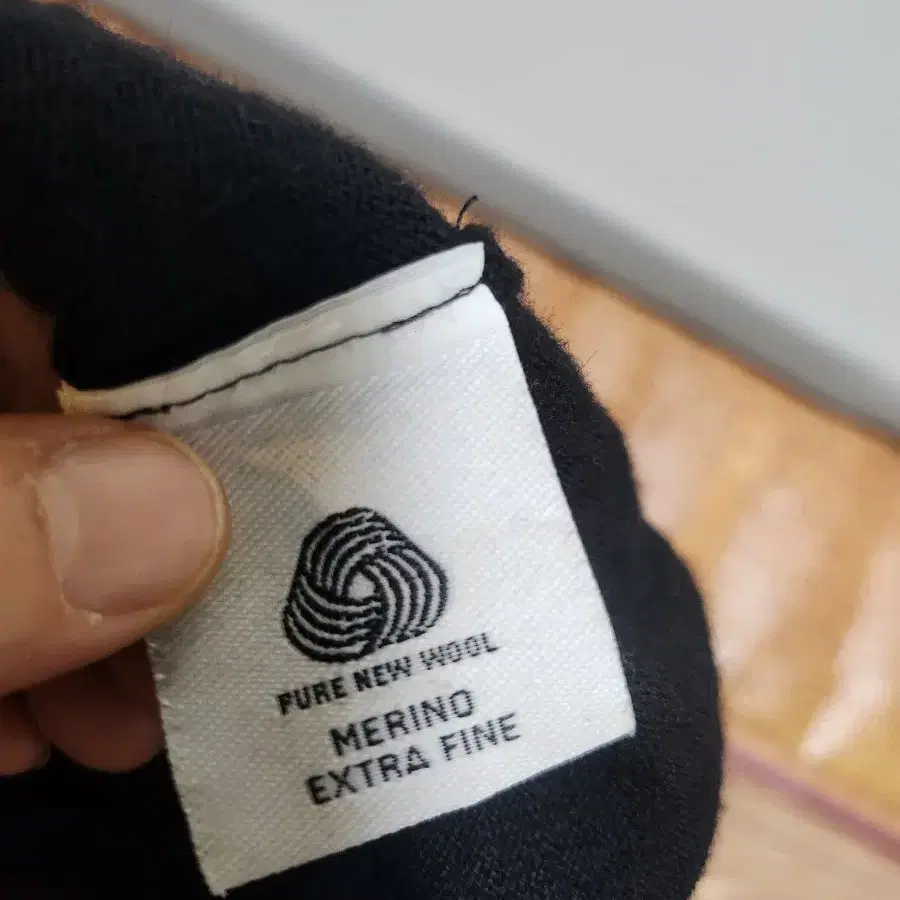 PURE NEW WOOL
MERINO
EXTRA FINE